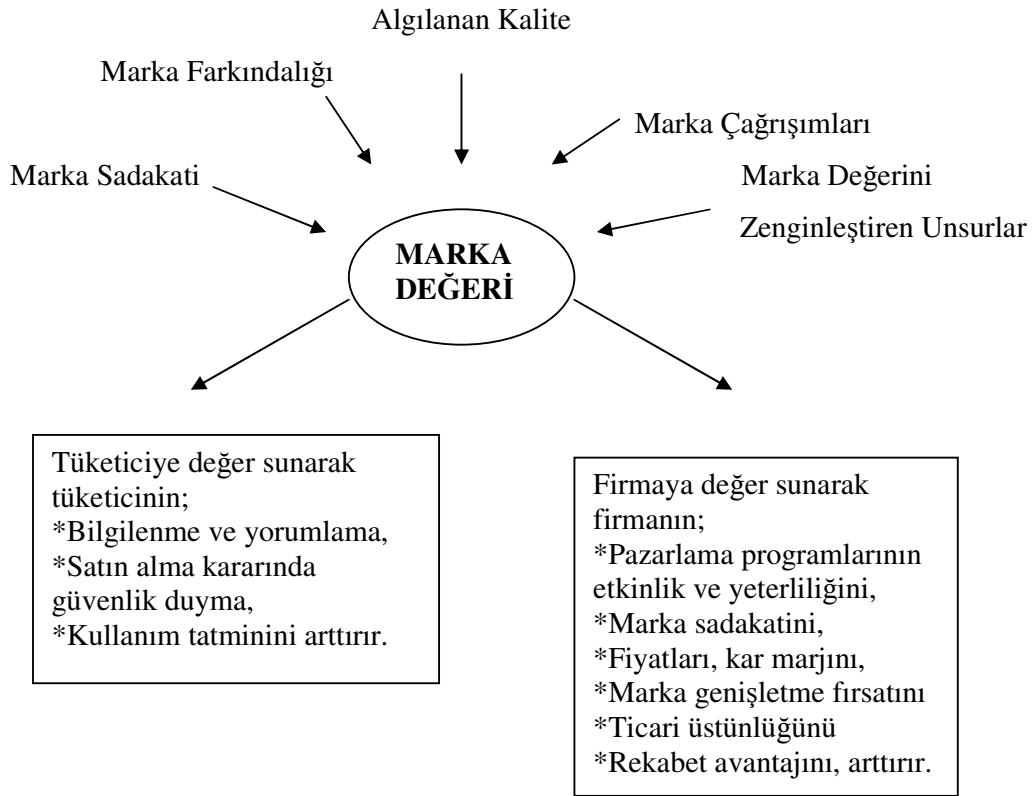 Algılanan Kalite
Marka Farkındalığı
Marka Çağrışımları
Marka Sadakati
Marka Değerini
Zenginleştiren Unsurlar
MARKA
DEĞERİ
Tüketiciye değer sunarak
tüketicinin;
*Bilgilenme ve yorumlama,
*Satın alma kararında
güvenlik duyma,
*Kullanım tatminini arttırır.
Firmaya değer sunarak
firmanın;
*Pazarlama programlarının
etkinlik ve yeterliliğini,
*Marka sadakatini,
*Fiyatları, kar marjını,
*Marka genişletme fırsatını
*Ticari üstünlüğünü
*Rekabet avantajını, arttırır.